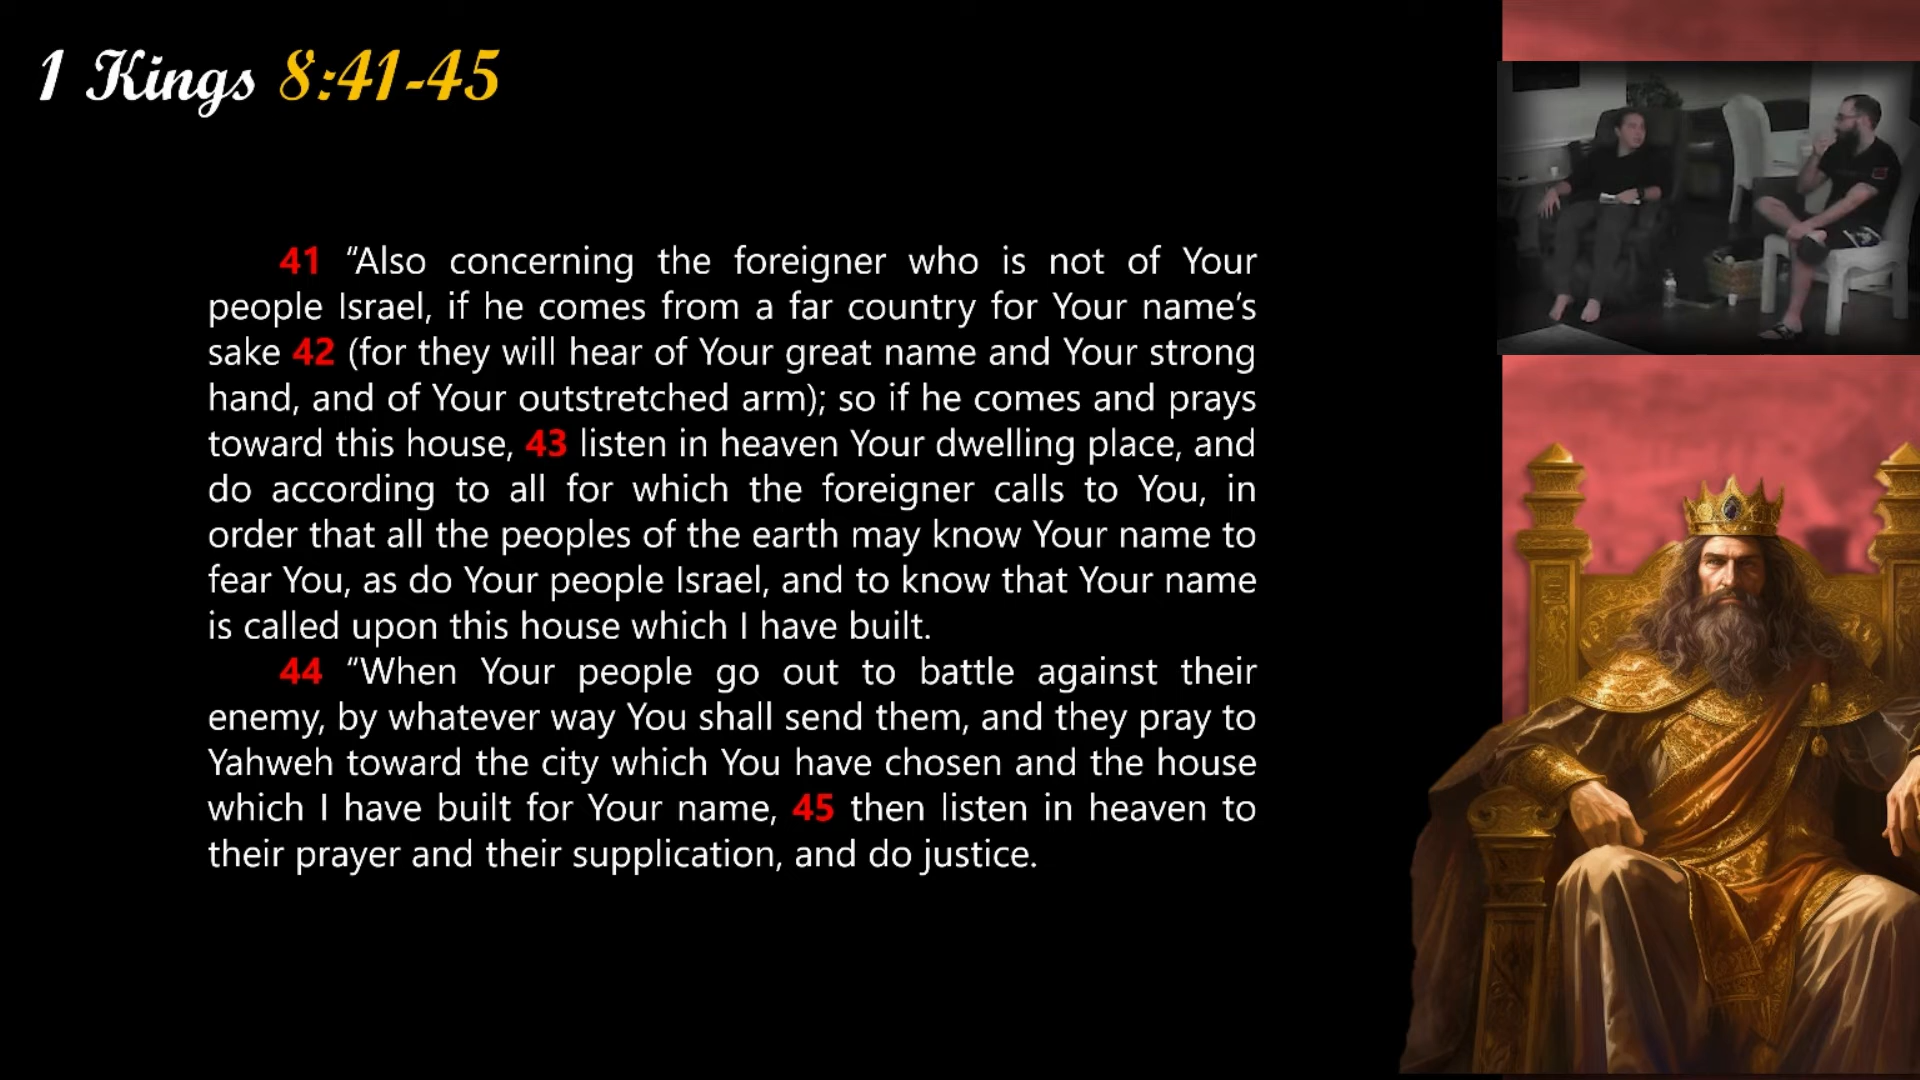 1 Kings 8:41-45
41 “Also concerning the foreigner who is not of Your
people Israel, if he comes from a far country for Your name’s
sake 42 (for they will hear of Your great name and Your strong
hand, and of Your outstretched arm); so if he comes and prays
toward this house, 43 listen in heaven Your dwelling place, and
do according to all for which the foreigner calls to You, in
order that all the peoples of the earth may know Your name to
fear You, as do Your people Israel, and to know that Your name
is called upon this house which I have built.
44 “When Your people go out to battle against their
enemy, by whatever way You shall send them, and they pray to
Yahweh toward the city which You have chosen and the house
which I have built for Your name, 45 then listen in heaven to
their prayer and their supplication, and do justice.